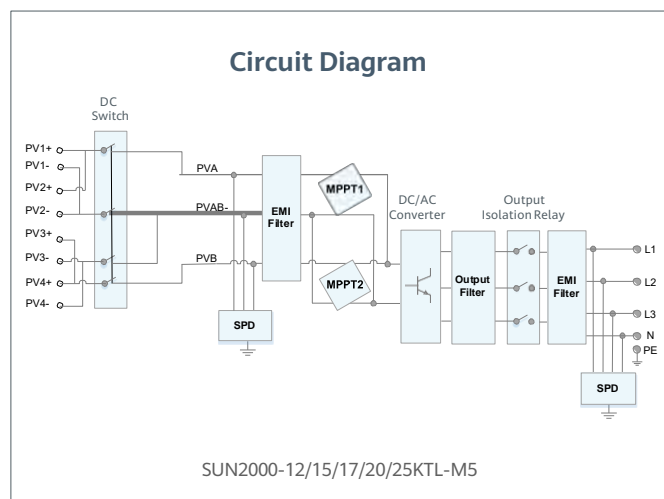 Circuit Diagram
DC
Switch
PV1+
PV1-
PV2+
PV2-
PV3+
PV3-
PV4+
PV4-
PVA
PVAB-
PVB
EMI
Filter
SPD
MPPT1
MPPT2
DC/AC
Converter
Output
Filter
Output
Isolation Relay
EMI
Filter
L1
L2
L3
N
PE
SPD
SUN2000-12/15/17/20/25KTL-M5